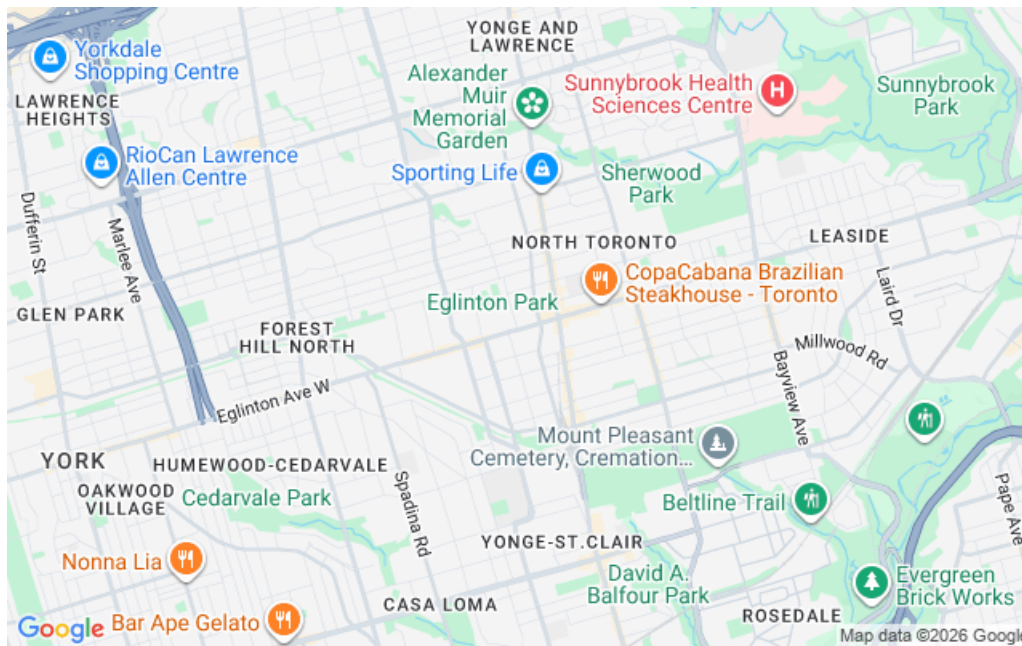 YONGE AND
LAWRENCE
Yorkdale
Shopping Centre
Alexander
Muir
Memorial
Garden
Sunnybrook Health
Sciences Centre
Sunnybrook
Park
LAWRENCE
HEIGHTS
RioCan Lawrence
Allen Centre
Sporting Life
Sherwood
Park
Dufferin St
Marlee Ave
NORTH TORONTO
LEASIDE
CopaCabana Brazilian
Steakhouse - Toronto
Eglinton Park
Laird Dr
GLEN PARK
FOREST
HILL NORTH
Millwood Rd
Bayview Ave
Eglinton Ave W
Mount Pleasant
Cemetery, Cremation...
YORK
HUMEWOOD-CEDARVALE
OAKWOOD
VILLAGE
Cedarvale Park
Spadina Rd
Beltline Trail
Pape Ave
YONGE-ST.CLAIR
Nonna Lia
David A.
Balfour Park
Evergreen
Brick Works
CASA LOMA
ROSEDALE
Bar Ape Gelato
Google
Map data ©2026 Google